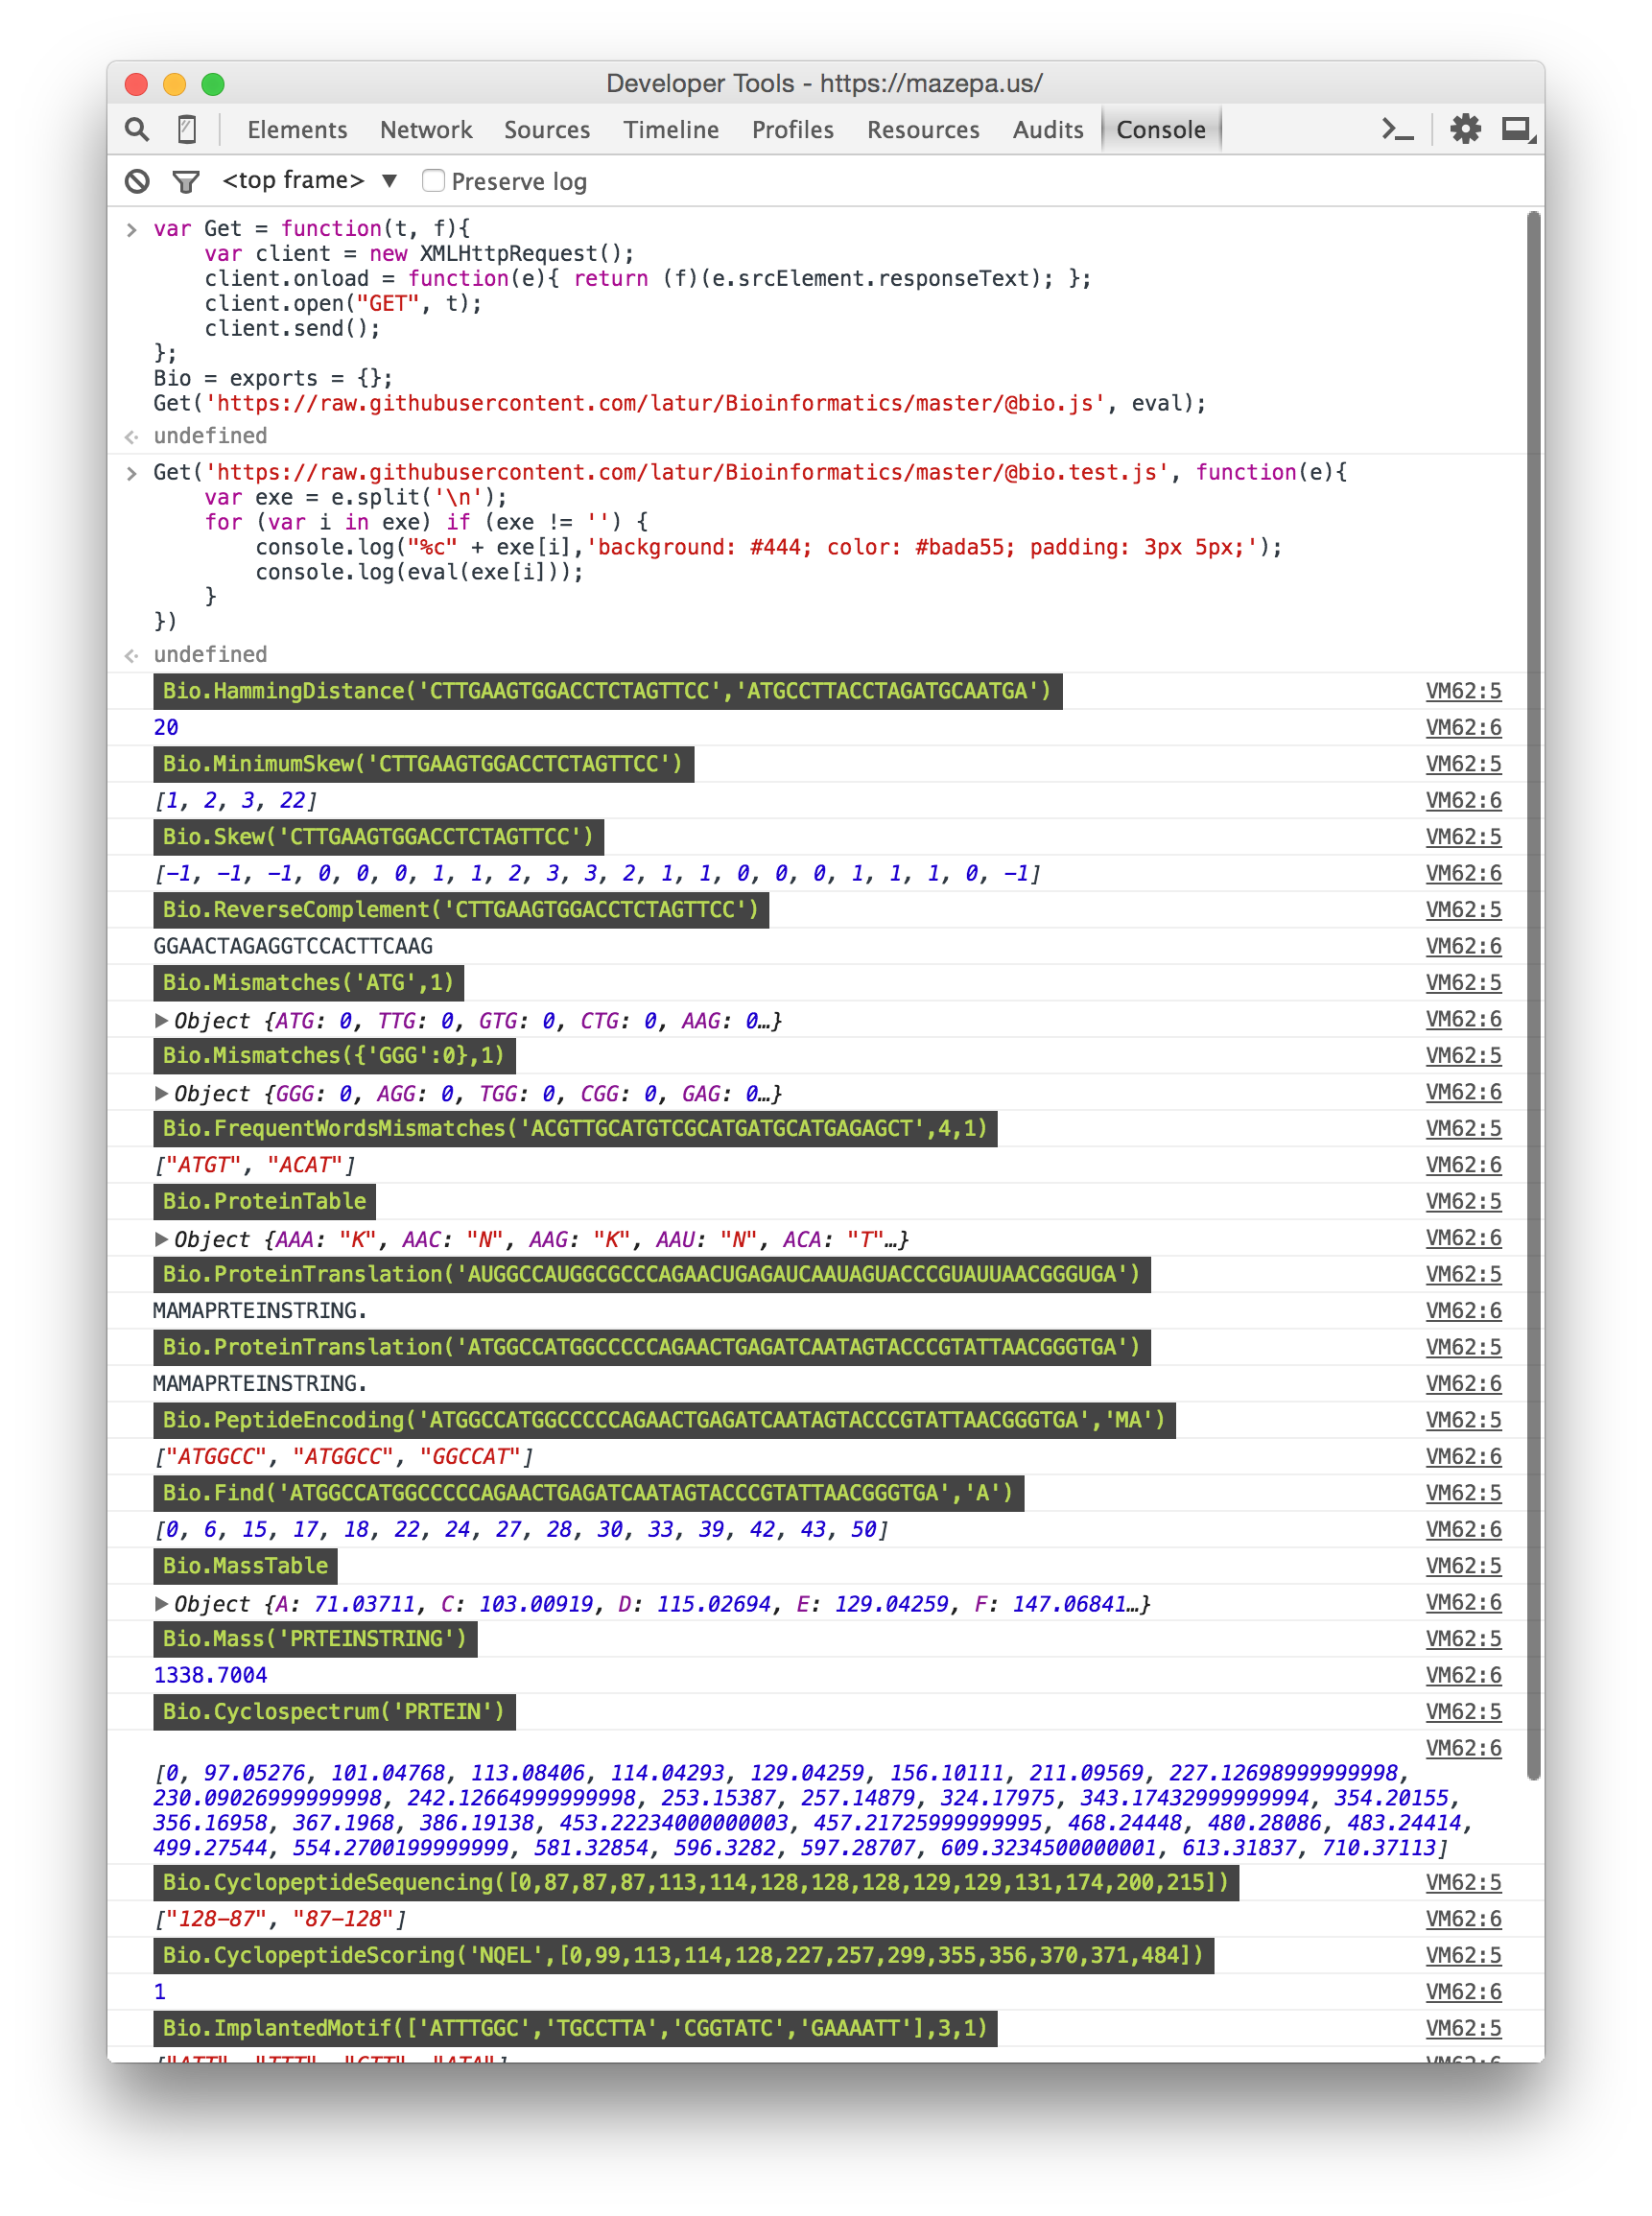 Developer Tools - https://mazepa.us/
Elements Network Sources Timeline Profiles Resources Audits Console
<top frame> ▼ Preserve log
> var Get = function(t, f){
var client = new XMLHttpRequest();
client.onload = function(e){ return (f)(e.srcElement.responseText); };
client.open("GET", t);
client.send();
};
Bio = exports = {};
Get('https://raw.githubusercontent.com/latur/Bioinformatics/master/@bio.js', eval);
undefined
> Get('https://raw.githubusercontent.com/latur/Bioinformatics/master/@bio.test.js', function(e){
var exe = e.split('\n');
for (var i in exe) if (exe != '') {
console.log("%c" + exe[i],'background: #444; color: #bada55; padding: 3px 5px;');
console.log(eval(exe[i]));
}
})
undefined
Bio.HammingDistance('CTTGAAGTGGACCTCTAGTTCC','ATGCCTTACCTAGATGCAATGA') VM62:5
20 VM62:6
Bio.MinimumSkew('CTTGAAGTGGACCTCTAGTTCC') VM62:5
[1, 2, 3, 22] VM62:6
Bio.Skew('CTTGAAGTGGACCTCTAGTTCC') VM62:5
[-1, -1, -1, 0, 0, 0, 1, 1, 2, 3, 3, 2, 1, 1, 0, 0, 0, 1, 1, 1, 0, -1] VM62:6
Bio.ReverseComplement('CTTGAAGTGGACCTCTAGTTCC') VM62:5
GGAACTAGAGGTCCACTTCAAG VM62:6
Bio.Mismatches('ATG',1) VM62:5
Object {ATG: 0, TTG: 0, GTG: 0, CTG: 0, AAG: 0…} VM62:6
Bio.Mismatches({'GGG':0},1) VM62:5
Object {GGG: 0, AGG: 0, TGG: 0, CGG: 0, GAG: 0…} VM62:6
Bio.FrequentWordsMismatches('ACGTTGCATGTCGCATGATGCATGAGAGCT',4,1) VM62:5
["ATGT", "ACAT"] VM62:6
Bio.ProteinTable VM62:5
Object {AAA: "K", AAC: "N", AAG: "K", AAU: "N", ACA: "T"…} VM62:6
Bio.ProteinTranslation('AUGGCCAUGGCGCCCAGAACUGAGAUCAAUAGUACCCGUAUUAACGGGUGA') VM62:5
MAMAPRTEINSTRING. VM62:6
Bio.ProteinTranslation('ATGGCCATGGCCCCCAGAACTGAGATCAATAGTACCCGTATTAACGGGTGA') VM62:5
MAMAPRTEINSTRING. VM62:6
Bio.PeptideEncoding('ATGGCCATGGCCCCCAGAACTGAGATCAATAGTACCCGTATTAACGGGTGA','MA') VM62:5
["ATGGCC", "ATGGCC", "GGCCAT"] VM62:6
Bio.Find('ATGGCCATGGCCCCCAGAACTGAGATCAATAGTACCCGTATTAACGGGTGA','A') VM62:5
[0, 6, 15, 17, 18, 22, 24, 27, 28, 30, 33, 39, 42, 43, 50] VM62:6
Bio.MassTable VM62:5
Object {A: 71.03711, C: 103.00919, D: 115.02694, E: 129.04259, F: 147.06841…} VM62:6
Bio.Mass('PRTEINSTRING') VM62:5
1338.7004 VM62:6
Bio.Cyclospectrum('PRTEIN') VM62:5
VM62:6
[0, 97.05276, 101.04768, 113.08406, 114.04293, 129.04259, 156.10111, 211.09569, 227.12698999999998,
230.09026999999998, 242.12664999999998, 253.15387, 257.14879, 324.17975, 343.17432999999994, 354.20155,
356.16958, 367.1968, 386.19138, 453.22234000000003, 457.21725999999995, 468.24448, 480.28086, 483.24414,
499.27544, 554.2700199999999, 581.32854, 596.3282, 597.28707, 609.3234500000001, 613.31837, 710.37113]
Bio.CyclopeptideSequencing([0,87,87,87,113,114,128,128,128,129,129,131,174,200,215]) VM62:5
["128-87", "87-128"] VM62:6
Bio.CyclopeptideScoring('NQEL',[0,99,113,114,128,227,257,299,355,356,370,371,484]) VM62:5
1 VM62:6
Bio.ImplantedMotif(['ATTTGGC','TGCCTTA','CGGTATC','GAAAATT'],3,1) VM62:5
["ATT", "TTT", "GTT", "ATA"] VM62:6